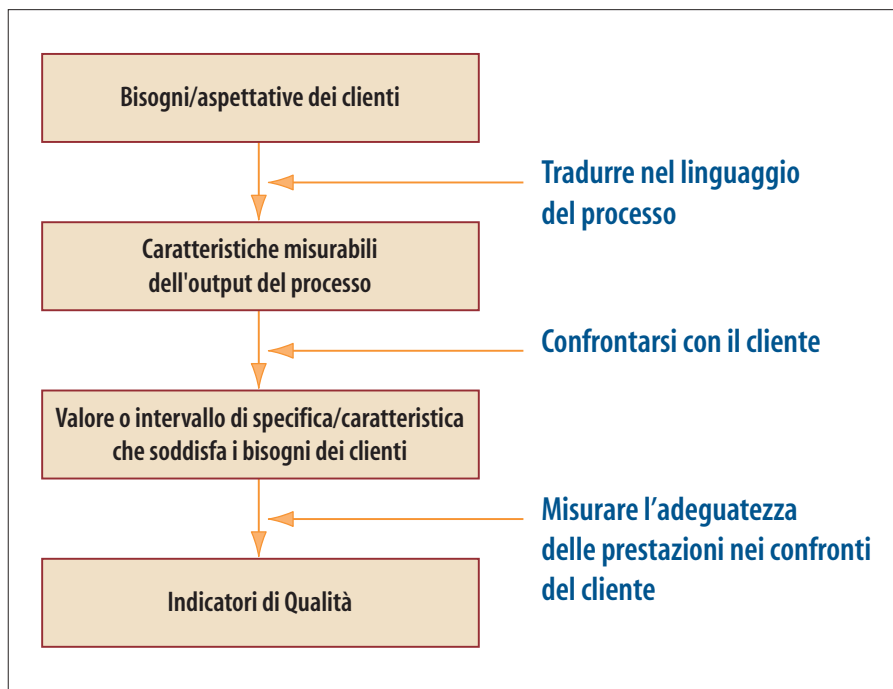 Bisogni/aspettative dei clienti
Tradurre nel linguaggio
del processo
Caratteristiche misurabili
dell'output del processo
Confrontarsi con il cliente
Valore o intervallo di specifica/caratteristica
che soddisfa i bisogni dei clienti
Misurare l’adeguatezza
delle prestazioni nei confronti
del cliente
Indicatori di Qualità